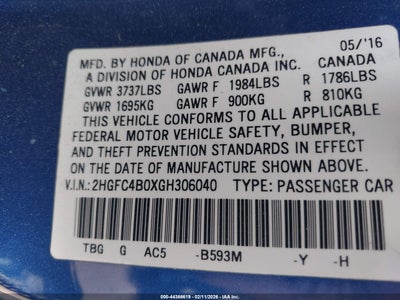 MFD. BY HONDA OF CANADA MFG., 05/'16
A DIVISION OF HONDA CANADA INC. CANADA
GVWR 3737LBS GAWR F 1984LBS R 1786LBS
GVWR 1695KG GAWR F 900KG R 810KG
THIS VEHICLE CONFORMS TO ALL APPLICABLE
FEDERAL MOTOR VEHICLE SAFETY, BUMPER,
AND THEFT PREVENTION STANDARDS IN EFFECT
ON THE DATE OF MANUFACTURE SHOWN ABOVE.
V.I.N.: 2HGFC4B0XGH306040 TYPE: PASSENGER CAR
TBG G AC5 -B593M -Y -H
000-44388619 - 02/11/2026 - IAA Inc.